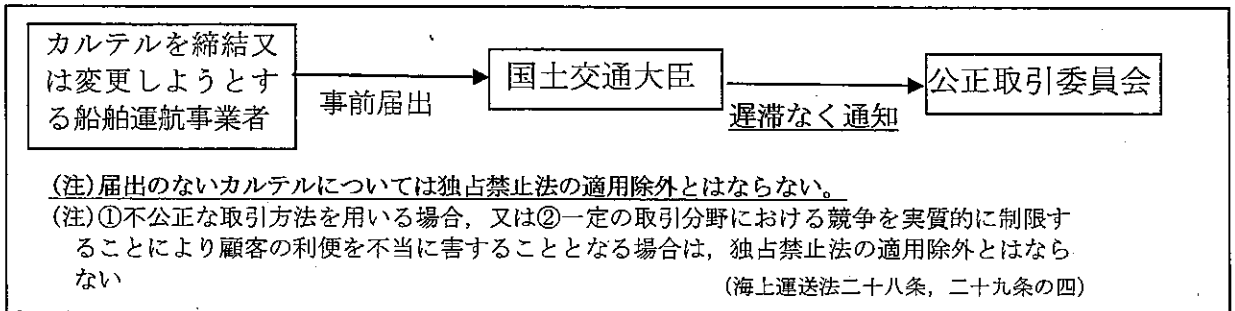 カルテルを締結又
は変更しようとす
る船舶運航事業者
事前届出
国土交通大臣
遅滞なく通知
公正取引委員会
(注)届出のないカルテルについては独占禁止法の適用除外とはならない。
(注)①不公正な取引方法を用いる場合，又は②一定の取引分野における競争を実質的に制限す
ることにより顧客の利便を不当に害することとなる場合は，独占禁止法の適用除外とはなら
ない
(海上運送法二十八条，二十九条の四)